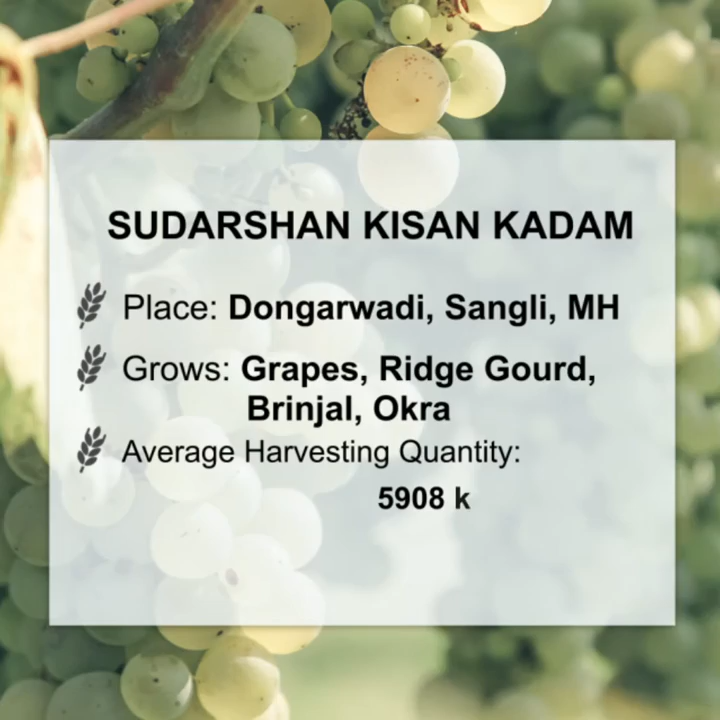 SUDARSHAN KISAN KADAM
Place: Dongarwadi, Sangli, MH
Grows: Grapes, Ridge Gourd,
Brinjal, Okra
Average Harvesting Quantity:
5908 k